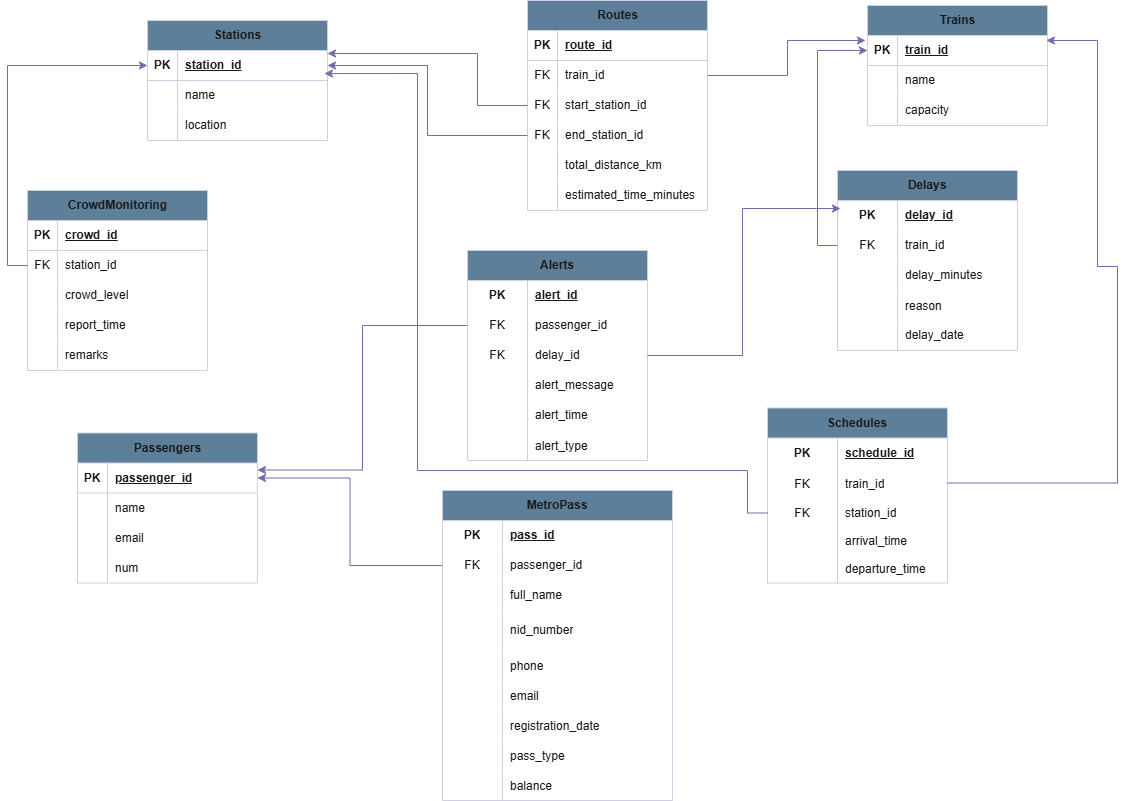 Stations
PK station_id
name
location
Routes
PK route_id
FK train_id
FK start_station_id
FK end_station_id
total_distance_km
estimated_time_minutes
Trains
PK train_id
name
capacity
CrowdMonitoring
PK crowd_id
FK station_id
crowd_level
report_time
remarks
Alerts
PK alert_id
FK passenger_id
FK delay_id
alert_message
alert_time
alert_type
Delays
PK delay_id
FK train_id
delay_minutes
reason
delay_date
Passengers
PK passenger_id
name
email
num
MetroPass
PK pass_id
FK passenger_id
full_name
nid_number
phone
email
registration_date
pass_type
balance
Schedules
PK schedule_id
FK train_id
FK station_id
arrival_time
departure_time